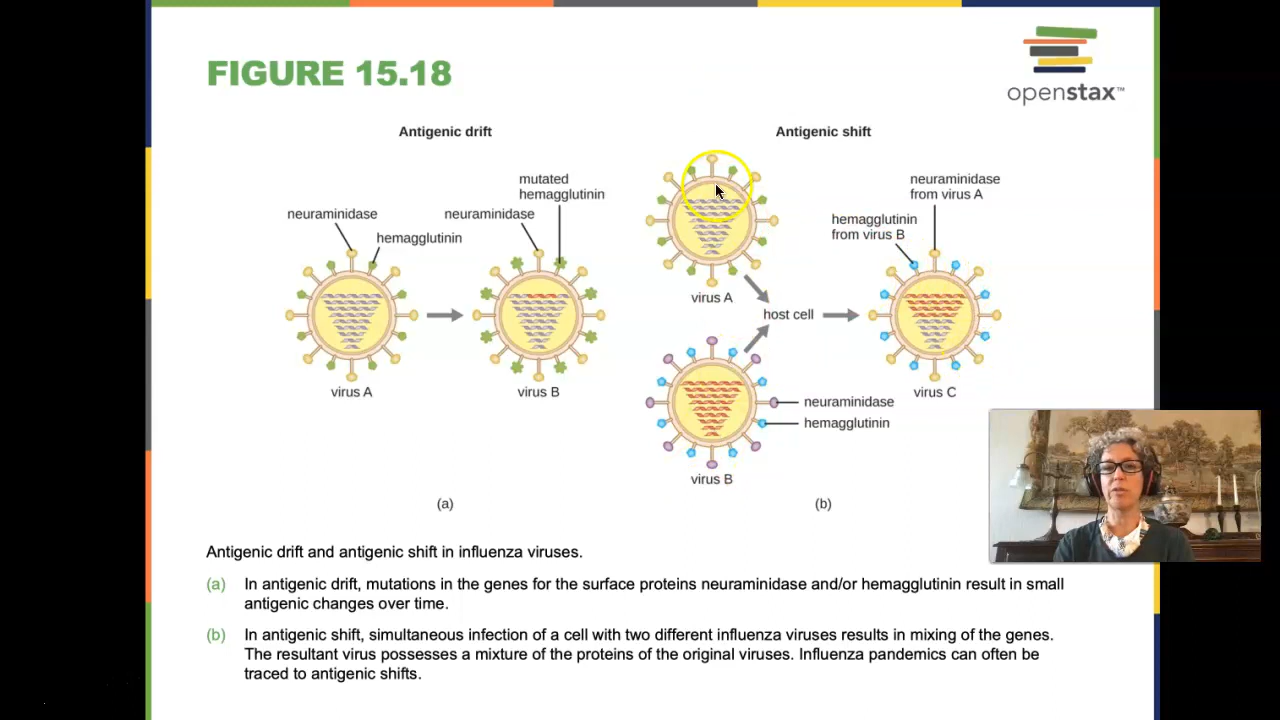 FIGURE 15.18
openstax™
Antigenic drift
Antigenic shift
neuraminidase
hemagglutinin
neuraminidase
mutated
hemagglutinin
virus A
virus B
(a)
virus A
host cell
virus B
neuraminidase
hemagglutinin
hemagglutinin
from virus B
neuraminidase
from virus A
virus C
(b)
Antigenic drift and antigenic shift in influenza viruses.
(a) In antigenic drift, mutations in the genes for the surface proteins neuraminidase and/or hemagglutinin result in small
antigenic changes over time.
(b) In antigenic shift, simultaneous infection of a cell with two different influenza viruses results in mixing of the genes.
The resultant virus possesses a mixture of the proteins of the original viruses. Influenza pandemics can often be
traced to antigenic shifts.